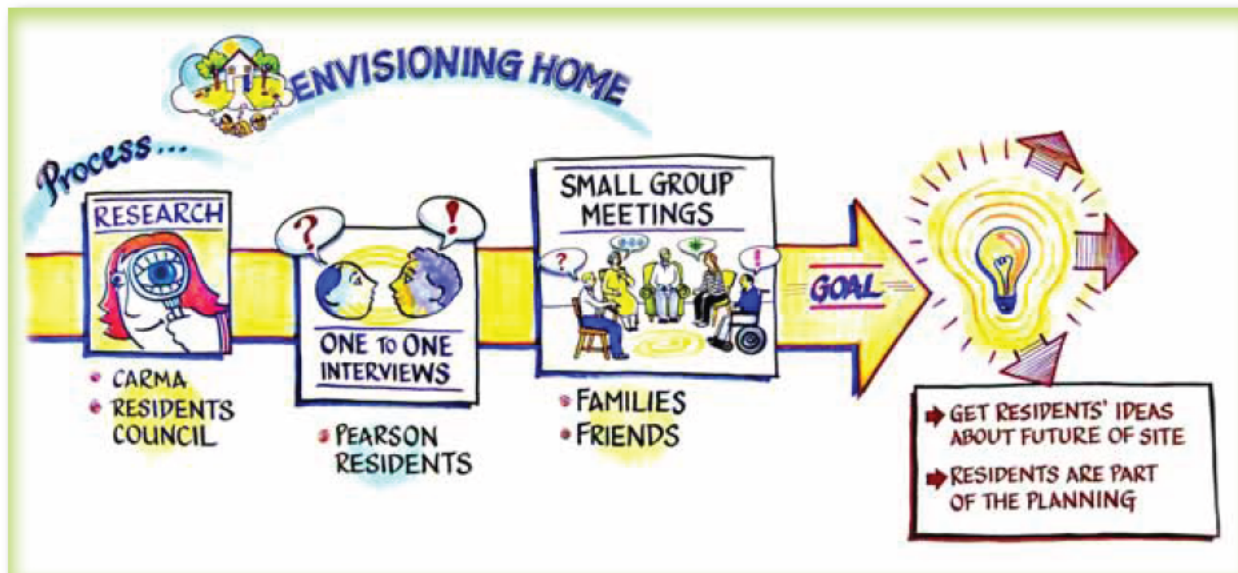 ENVISIONING HOME
Process...
RESEARCH
• CARMA
• RESIDENTS
COUNCIL
?
!
ONE TO ONE
INTERVIEWS
• PEARSON
RESIDENTS
SMALL GROUP
MEETINGS
?
!
• FAMILIES
• FRIENDS
GOAL
GET RESIDENTS' IDEAS
ABOUT FUTURE OF SITE
RESIDENTS ARE PART
OF THE PLANNING